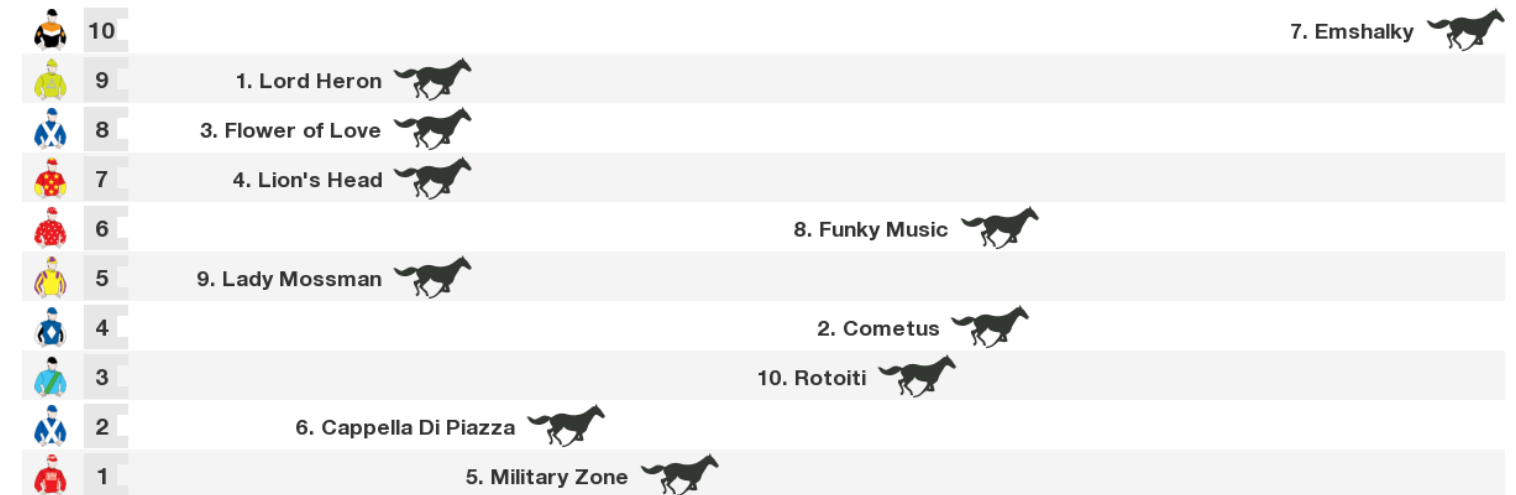 10 7. Emshalky
9 1. Lord Heron
8 3. Flower of Love
7 4. Lion's Head
6 8. Funky Music
5 9. Lady Mossman
4 2. Cometus
3 10. Rotoiti
2 6. Cappella Di Piazza
1 5. Military Zone